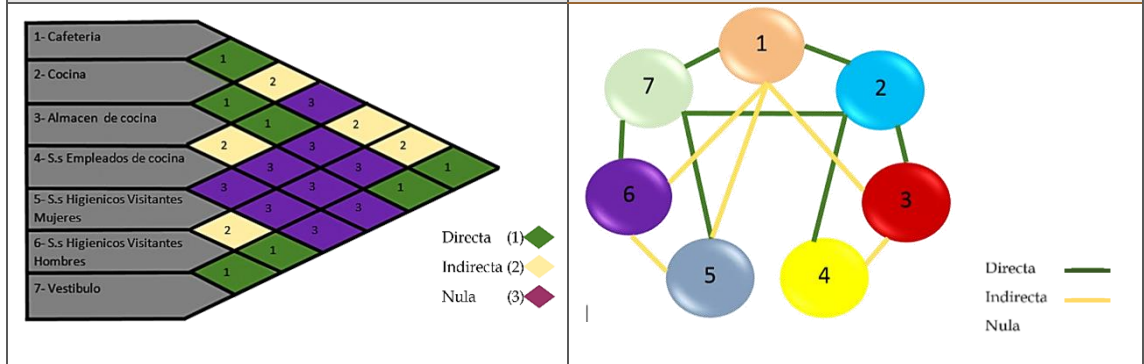 1- Cafeteria
2- Cocina
3- Almacen de cocina
4- S.s Empleados de cocina
5- S.s Higienicos Visitantes
Mujeres
6- S.s Higienicos Visitantes
Hombres
7- Vestibulo
1
2
1
3
1
2
2
3
2
3
3
1
3
3
1
3
3
2
3
1
1
Directa (1)
Indirecta (2)
Nula (3)
1
7
2
6
3
5
4
Directa
Indirecta
Nula